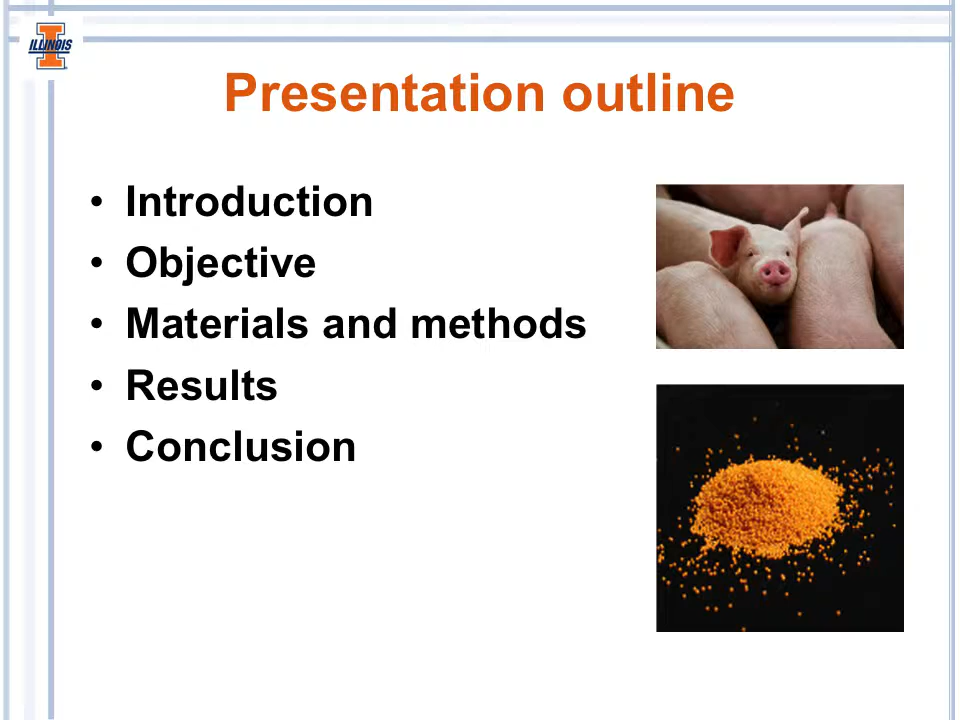 ILLINOIS
Presentation outline
• Introduction
• Objective
• Materials and methods
• Results
• Conclusion